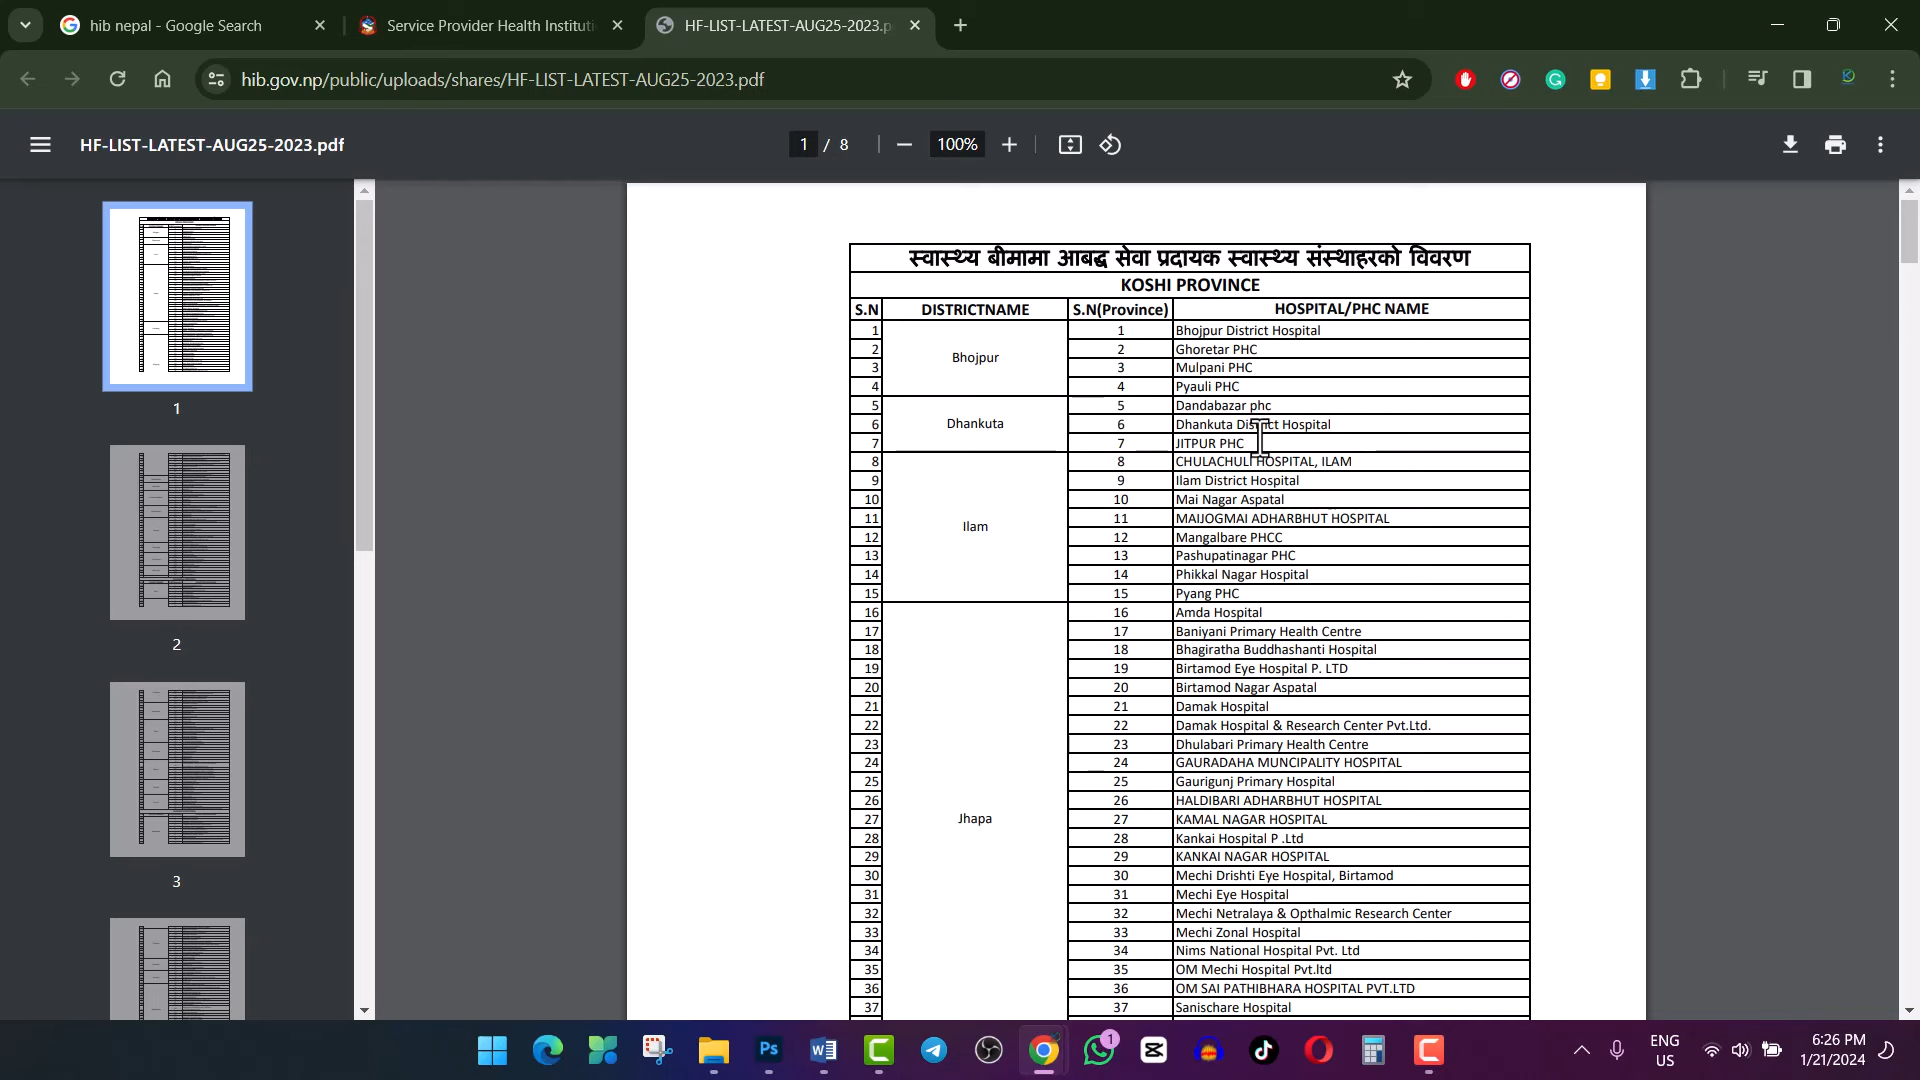 hib nepal - Google Search
Service Provider Health Instituti
HF-LIST-LATEST-AUG25-2023.p
hib.gov.np/public/uploads/shares/HF-LIST-LATEST-AUG25-2023.pdf
HF-LIST-LATEST-AUG25-2023.pdf
1 / 8
100%
1
2
3
स्वास्थ्य बीमामा आबद्ध सेवा प्रदायक स्वास्थ्य संस्थाहरको विवरण
KOSHI PROVINCE
S.N DISTRICTNAME S.N(Province) HOSPITAL/PHC NAME
1 1 Bhojpur District Hospital
2 2 Ghoretar PHC
Bhojpur
3 3 Mulpani PHC
4 4 Pyauli PHC
5 5 Dandabazar phc
6 Dhankuta 6 Dhankuta District Hospital
7 7 JITPUR PHC
8 8 CHULACHULI HOSPITAL, ILAM
9 9 Ilam District Hospital
10 10 Mai Nagar Aspatal
11 11 MAIJOGMAI ADHARBHUT HOSPITAL
Ilam
12 12 Mangalbare PHCC
13 13 Pashupatinagar PHC
14 14 Phikkal Nagar Hospital
15 15 Pyang PHC
16 16 Amda Hospital
17 17 Baniyani Primary Health Centre
18 18 Bhagiratha Buddhashanti Hospital
19 19 Birtamod Eye Hospital P. LTD
20 20 Birtamod Nagar Aspatal
21 21 Damak Hospital
22 22 Damak Hospital & Research Center Pvt.Ltd.
23 23 Dhulabari Primary Health Centre
24 24 GAURADAHA MUNCIPALITY HOSPITAL
25 25 Gaurigunj Primary Hospital
26 26 HALDIBARI ADHARBHUT HOSPITAL
27 Jhapa 27 KAMAL NAGAR HOSPITAL
28 28 Kankai Hospital P .Ltd
29 29 KANKAI NAGAR HOSPITAL
30 30 Mechi Drishti Eye Hospital, Birtamod
31 31 Mechi Eye Hospital
32 32 Mechi Netralaya & Opthalmic Research Center
33 33 Mechi Zonal Hospital
34 34 Nims National Hospital Pvt. Ltd
35 35 OM Mechi Hospital Pvt.ltd
36 36 OM SAI PATHIBHARA HOSPITAL PVT.LTD
37 37 Sanischare Hospital
Ps
1
ENG
US
6:26 PM
1/21/2024